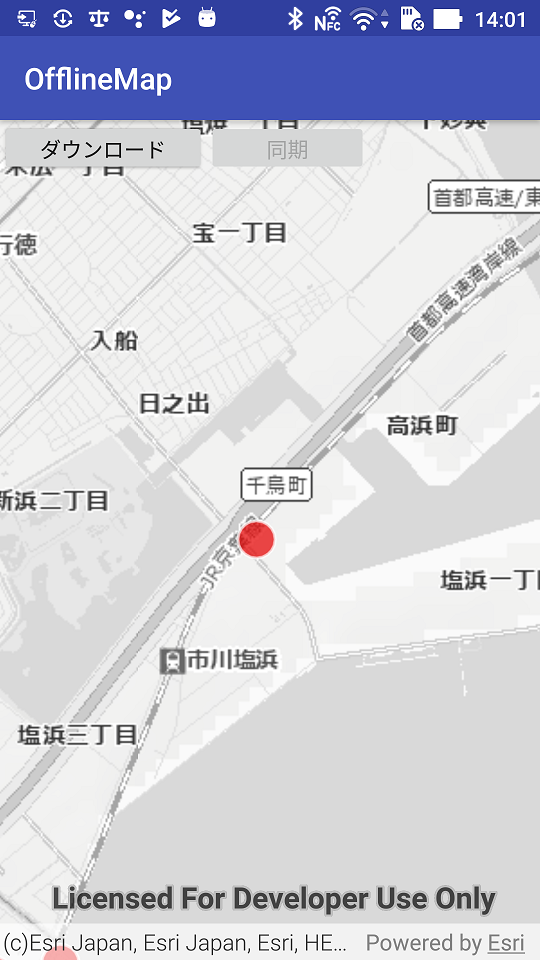 NFC 14:01
OfflineMap
ダウンロード
同期
首都高速/東
宝一丁目
行徳
首都高速湾岸線
入船
日之出
高浜町
千鳥町
新浜二丁目
JR京葉線
塩浜一丁
市川塩浜
塩浜三丁目
Licensed For Developer Use Only
(c)Esri Japan, Esri Japan, Esri, HE... Powered by Esri